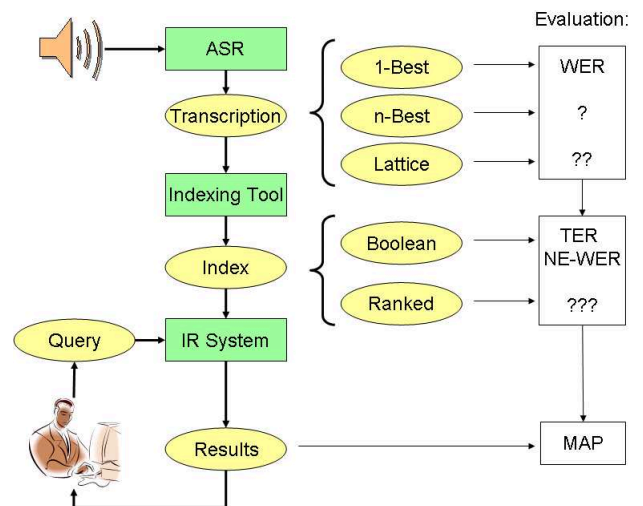 Evaluation:
ASR
1-Best
WER
Transcription
n-Best
?
Lattice
??
Indexing Tool
Boolean
TER
NE-WER
Index
Ranked
???
Query
IR System
Results
MAP